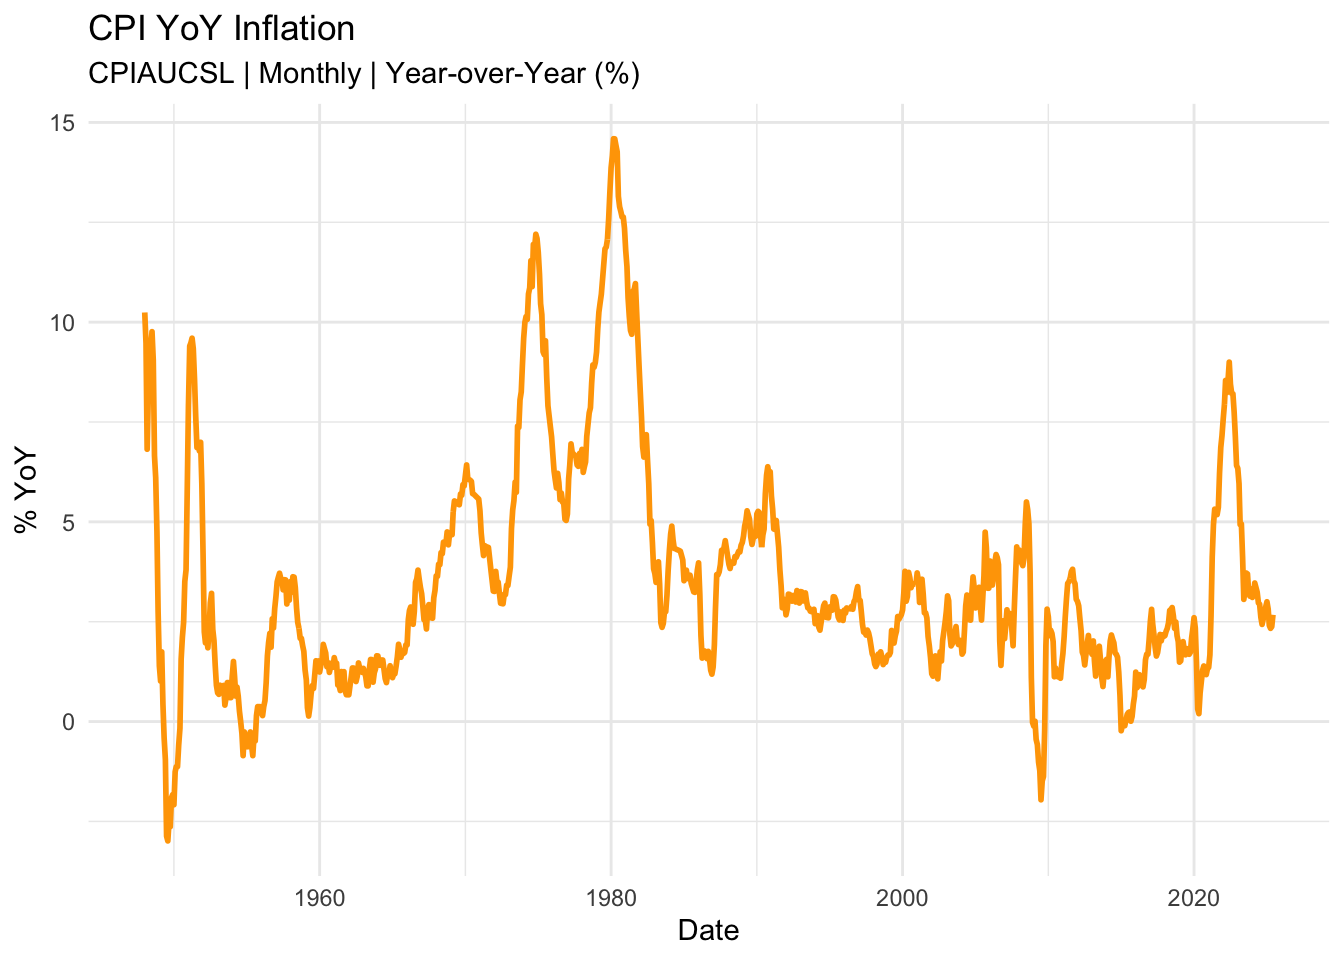 CPI YoY Inflation
CPIAUCSL | Monthly | Year-over-Year (%)
15
10
5
0
% YoY
1960
1980
2000
2020
Date